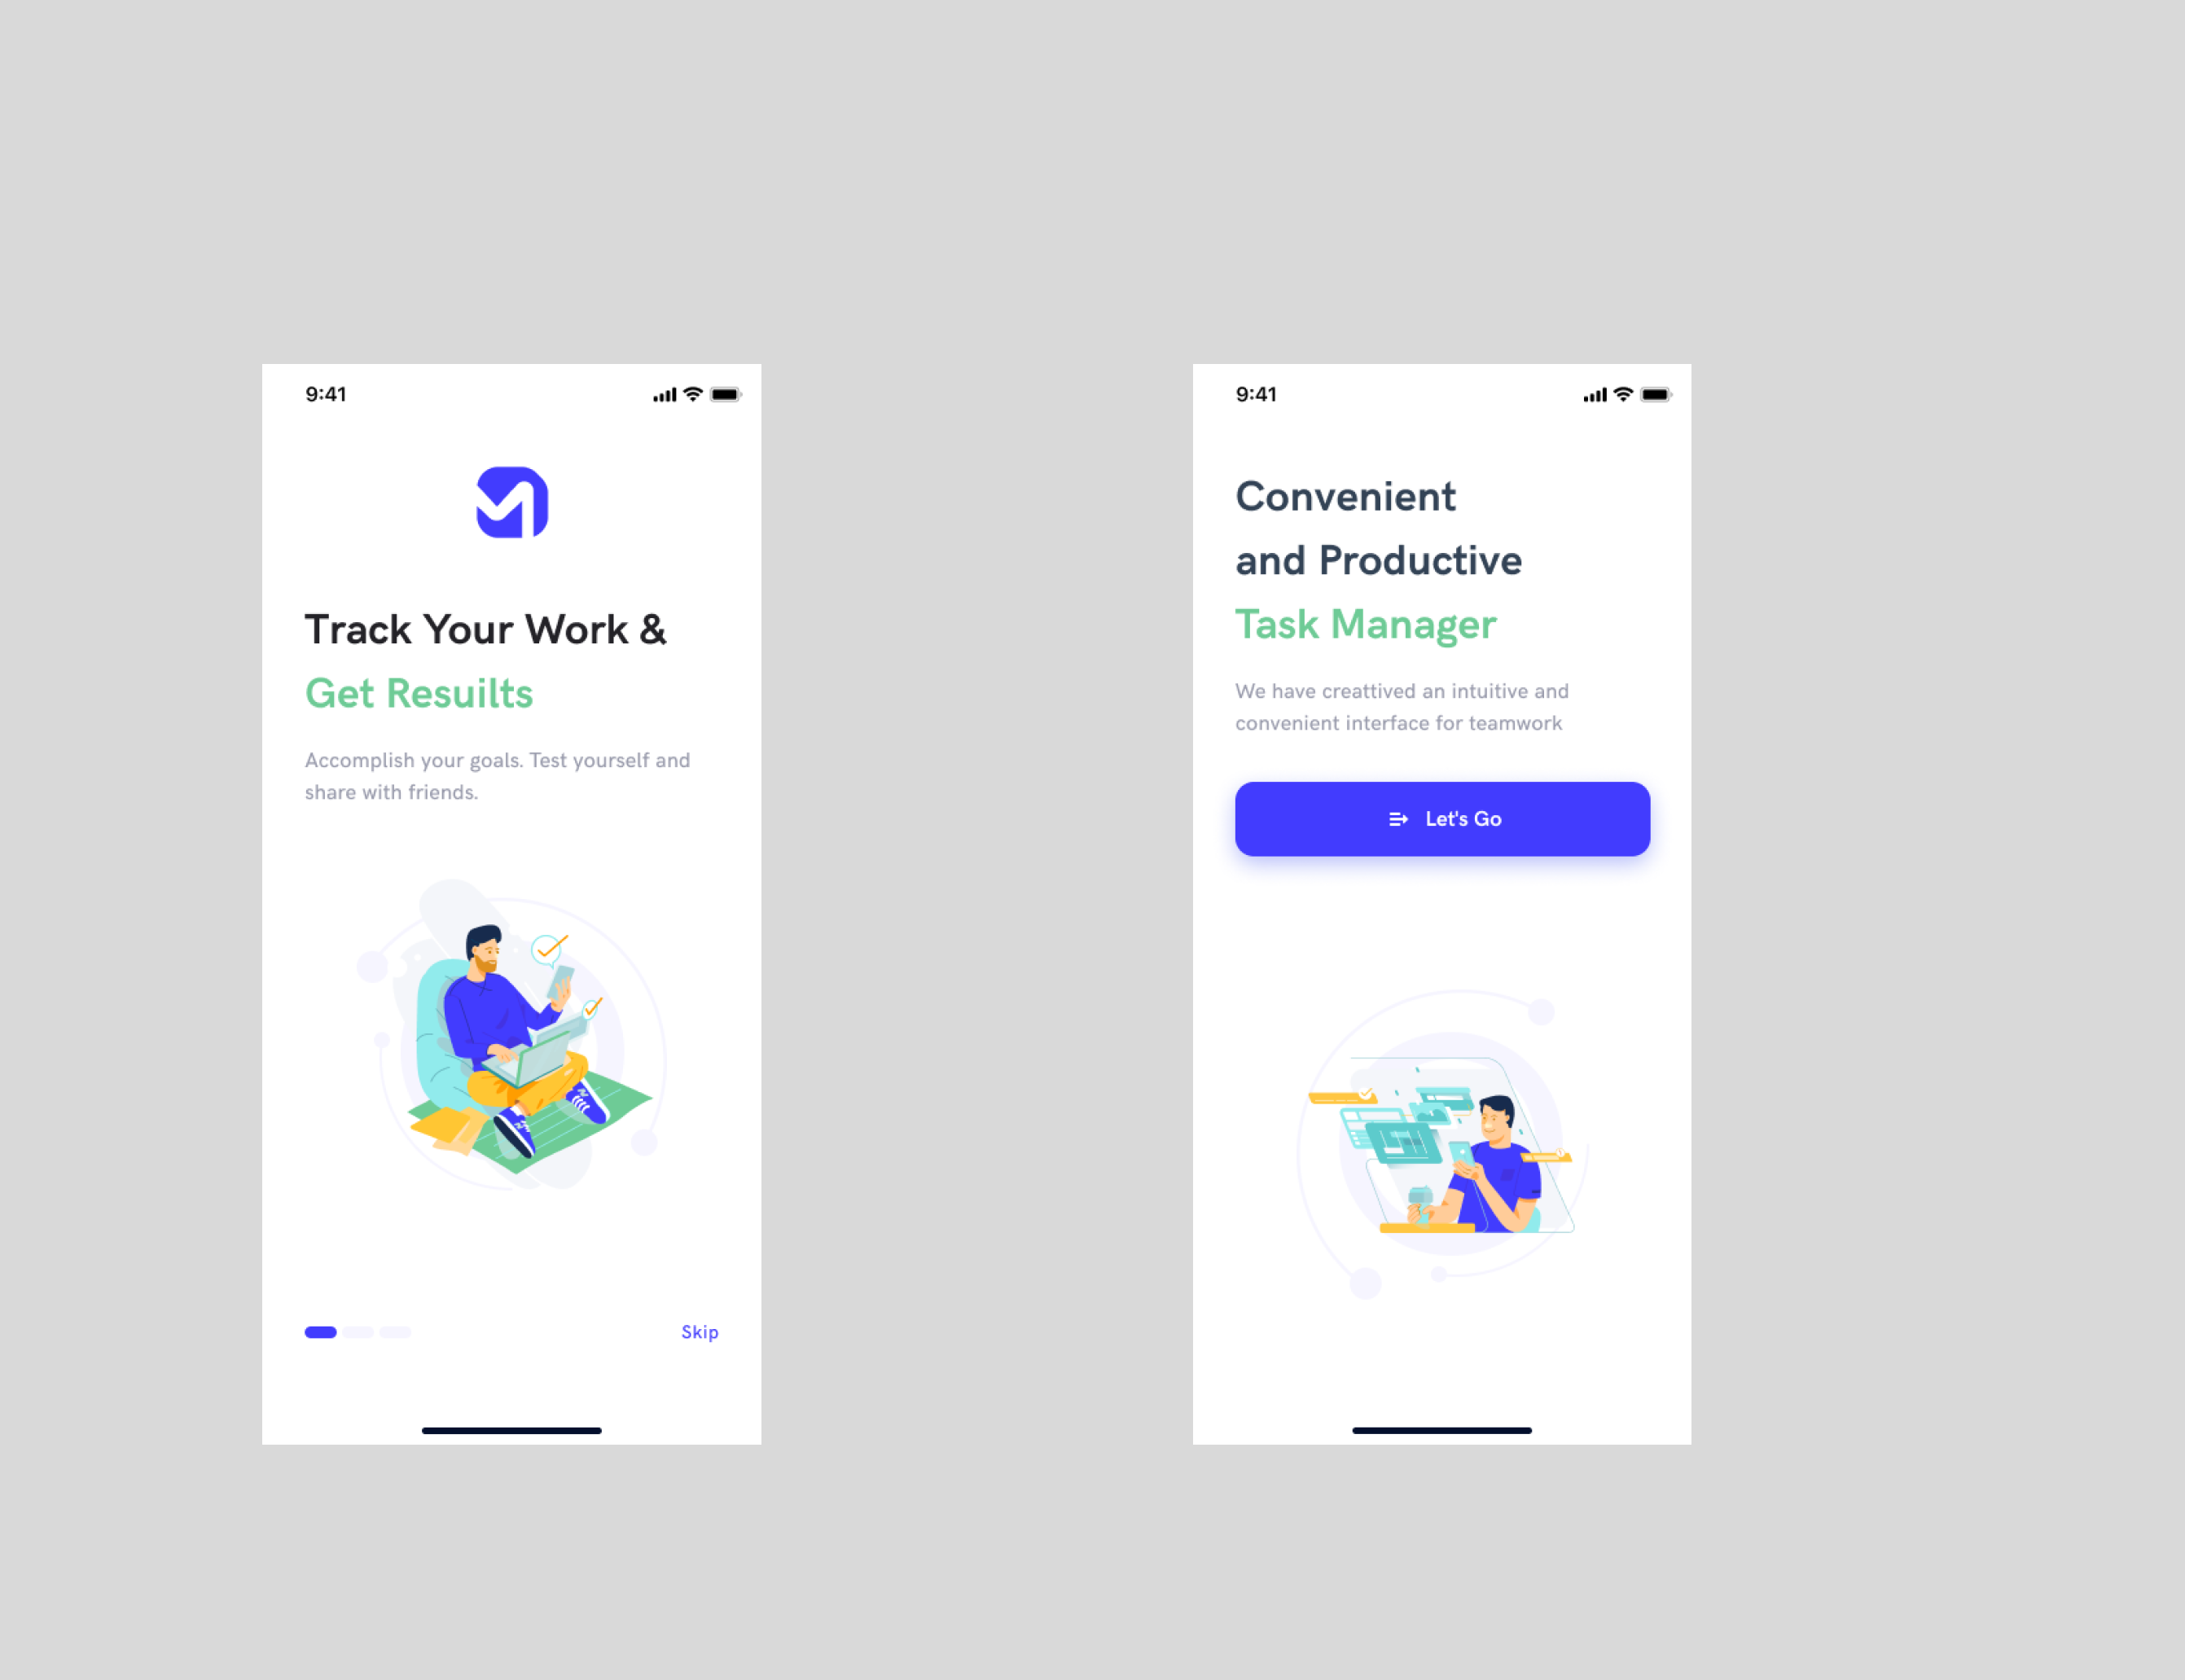 9:41
Track Your Work &
Get Resuilts
Accomplish your goals. Test yourself and
share with friends.
Skip
9:41
Convenient
and Productive
Task Manager
We have creattived an intuitive and
convenient interface for teamwork
Let's Go